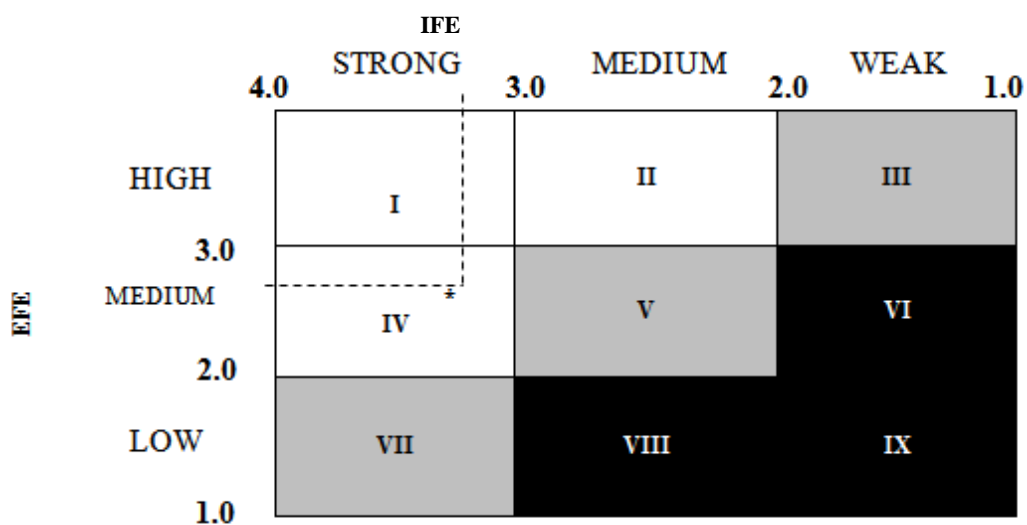 IFE
STRONG MEDIUM WEAK
4.0 3.0 2.0 1.0
HIGH I II III
3.0
MEDIUM * IV V VI
EFE
2.0
LOW VII VIII IX
1.0